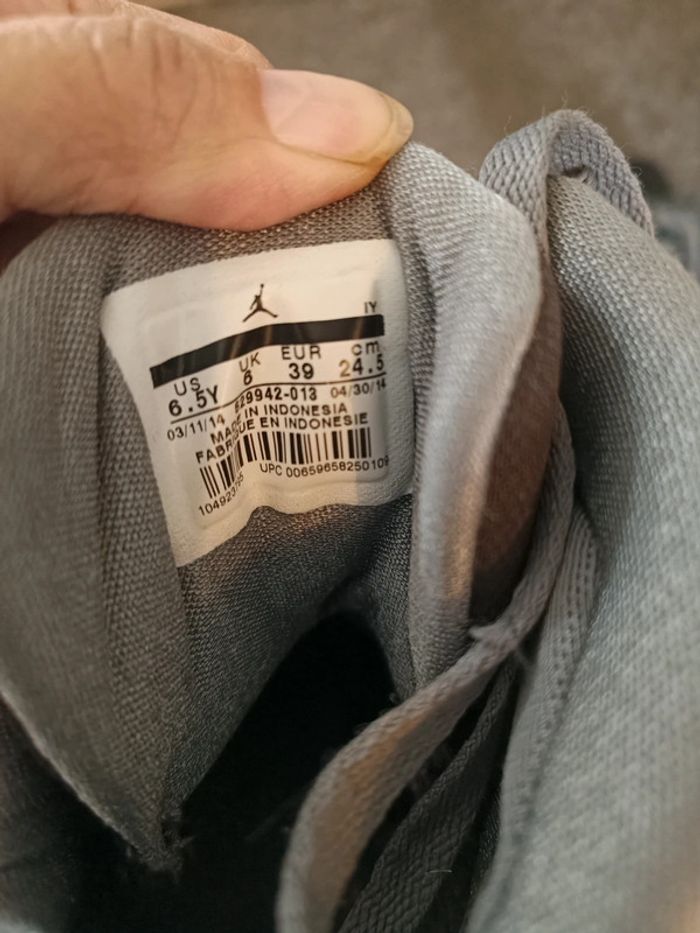 IY
US UK EUR cm
6.5Y 6 39 24.5
03/11/14 629942-013 04/30/14
MADE IN INDONESIA
FABRIQUE EN INDONESIE
UPC 00659658250109